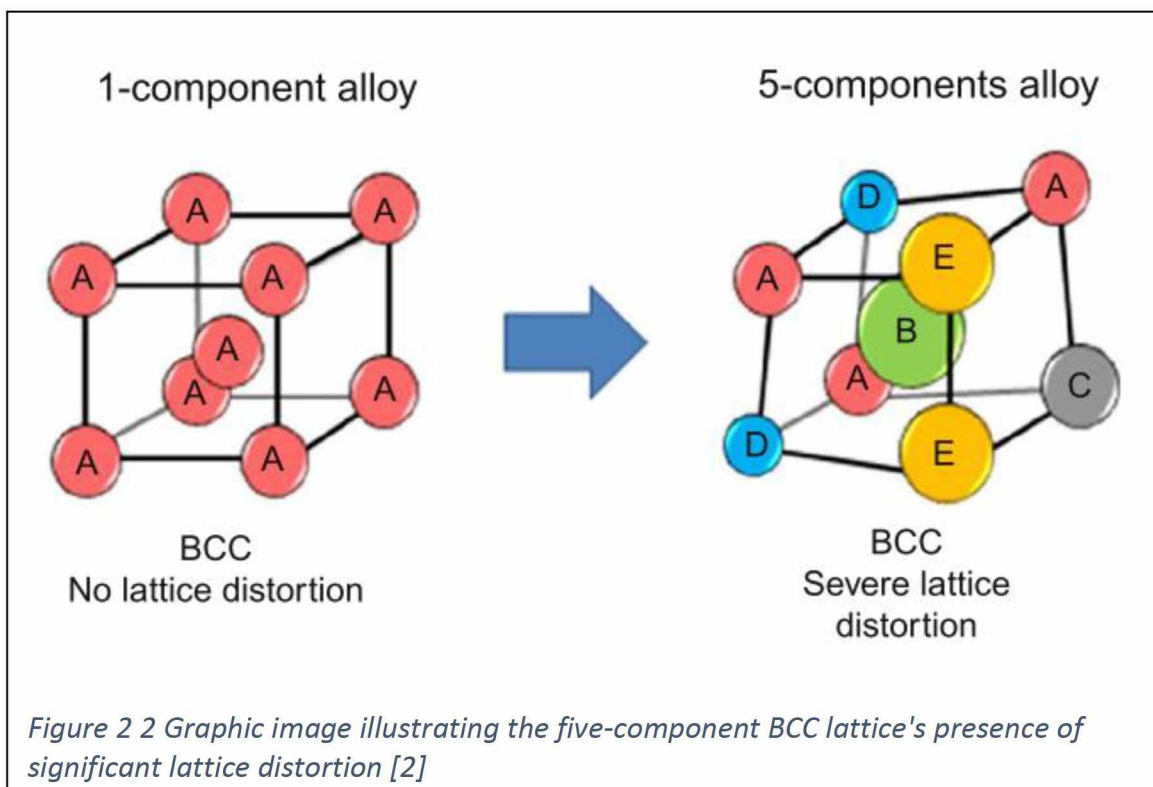 1-component alloy
5-components alloy
A
A
A
A
A
A
A
A
A
D
A
A
E
B
A
C
D
E
BCC
No lattice distortion
BCC
Severe lattice
distortion
Figure 2 2 Graphic image illustrating the five-component BCC lattice's presence of
significant lattice distortion [2]